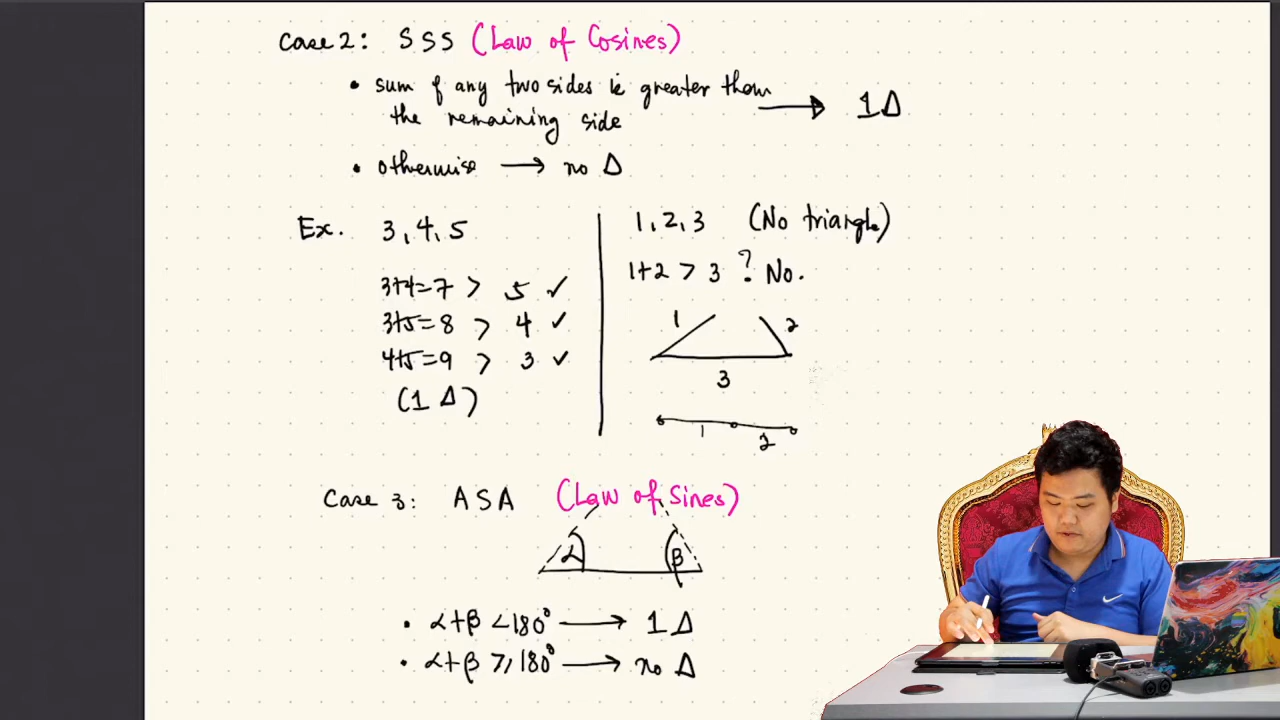 Case 2: SSS (Law of Cosines)
• sum of any two sides is greater than
the remaining side → 1Δ
• otherwise → no Δ
Ex. 3, 4, 5
3+4=7 > 5 ✓
3+5=8 > 4 ✓
4+5=9 > 3 ✓
(1 Δ)
1, 2, 3 (No triangle)
1+2 > 3 ? No.
1 2
3
1 2
Case 3: ASA (Law of Sines)
α β
• α+β < 180° → 1 Δ
• α+β ≥ 180° → no Δ